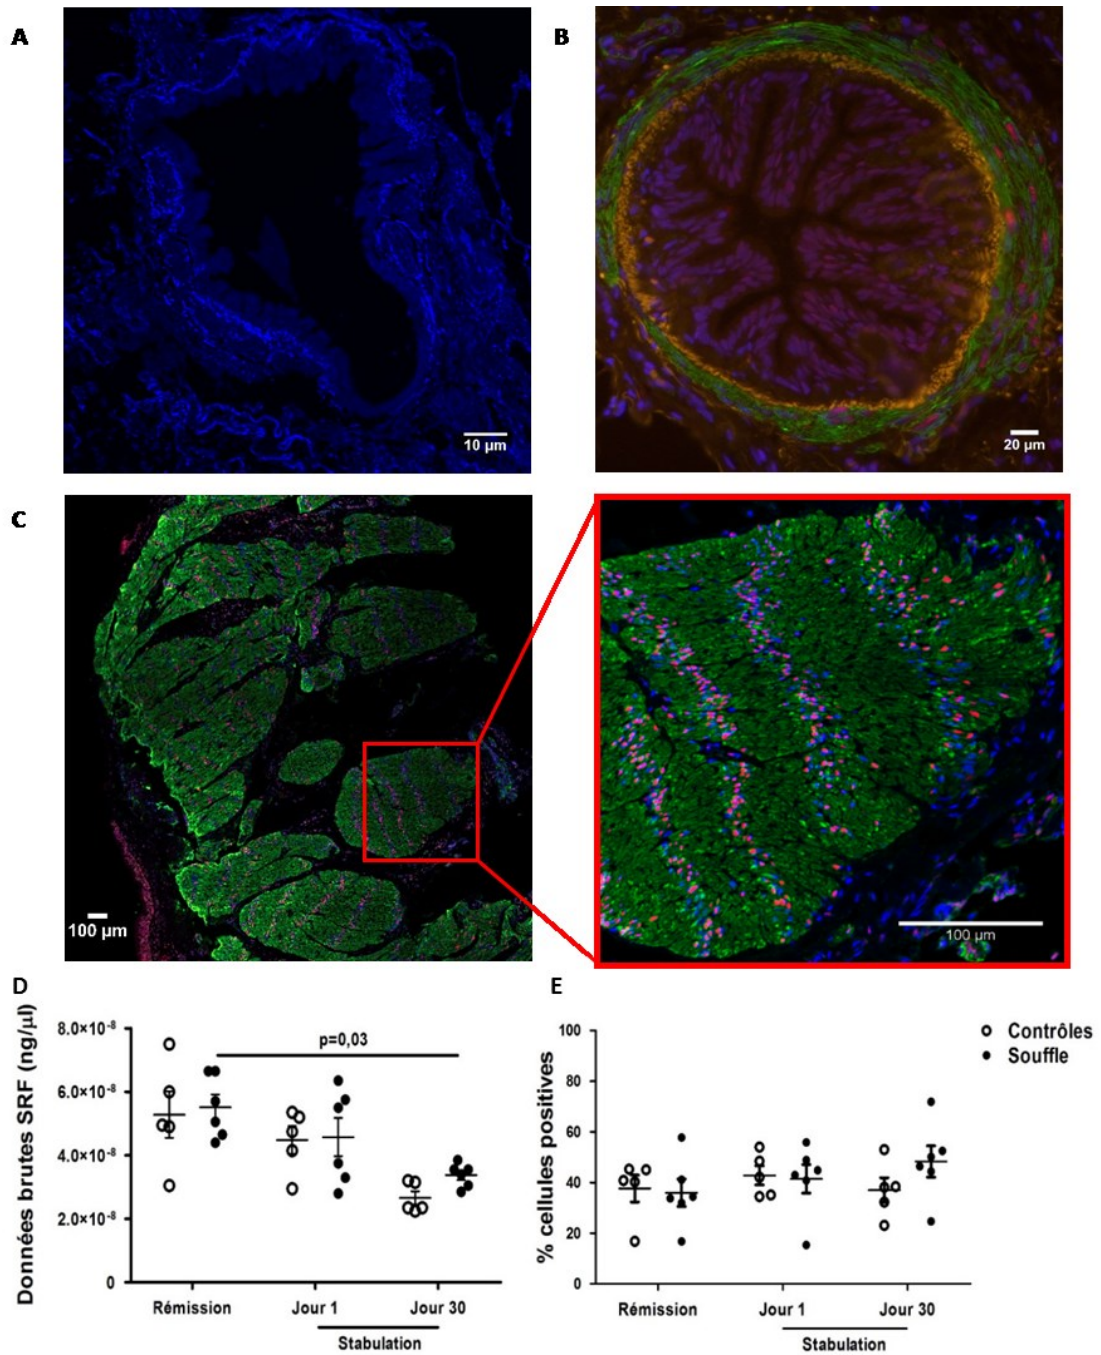 A
B
10 µm
20 µm
C
100 µm
100 µm
D
E
Données brutes SRF (ng/µl)
8.0×10⁻⁸
6.0×10⁻⁸
4.0×10⁻⁸
2.0×10⁻⁸
0
p=0,03
Rémission
Jour 1
Jour 30
Stabulation
% cellules positives
100
80
60
40
20
0
Rémission
Jour 1
Jour 30
Stabulation
Contrôles
Souffle